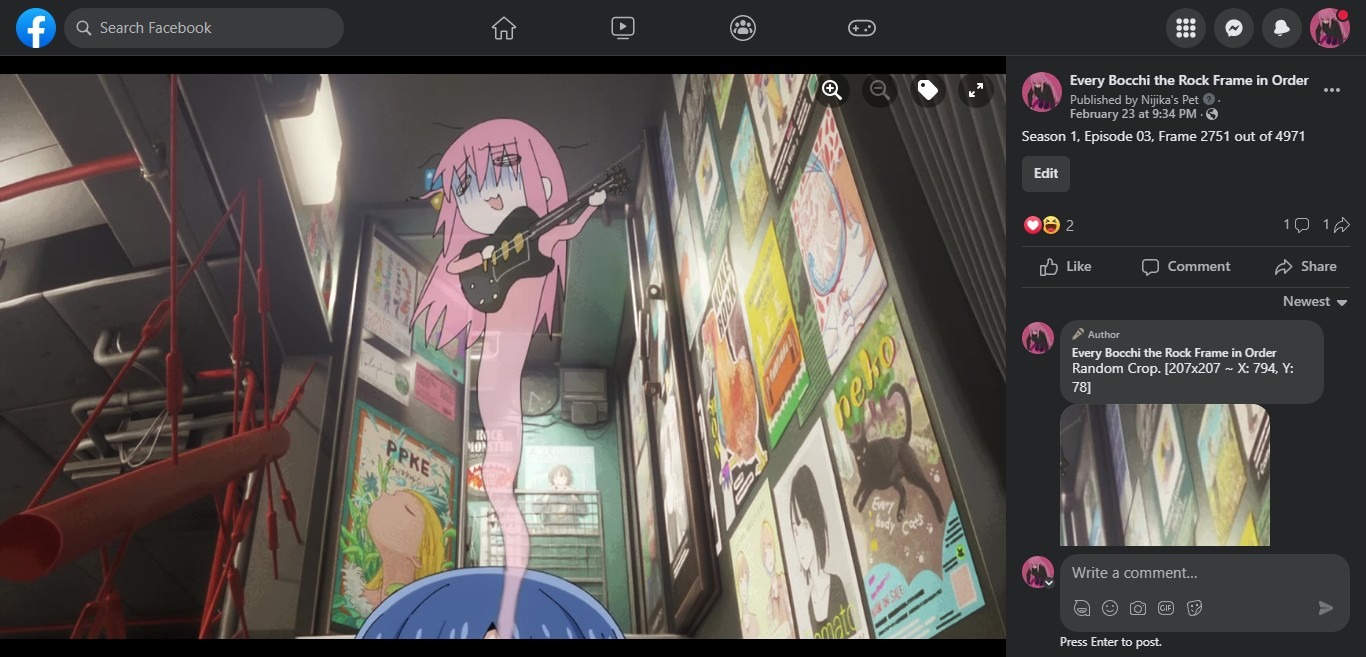 Search Facebook
Every Bocchi the Rock Frame in Order
Published by Nijika's Pet ·
February 23 at 9:34 PM ·
Season 1, Episode 03, Frame 2751 out of 4971
Edit
2
1
1
Like
Comment
Share
Newest
Author
Every Bocchi the Rock Frame in Order
Random Crop. [207x207 ~ X: 794, Y:
78]
Write a comment...
GIF
Press Enter to post.
PPKE
ROCK
MONSTER
neko
Every
body
Cats